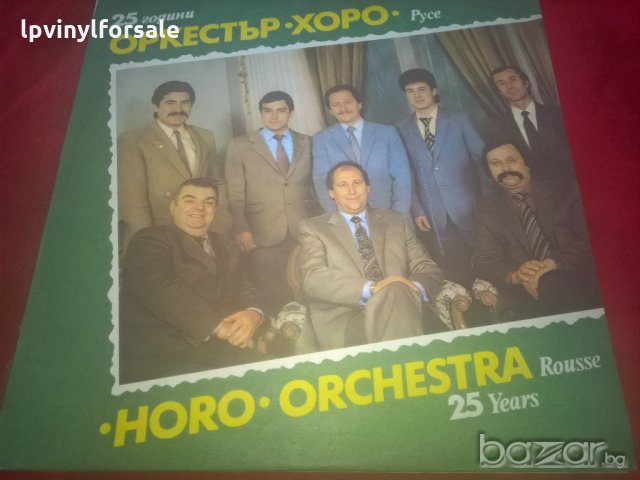 lpvinylforsale
25 години
ОРКЕСТЪР·ХОРО· Русе
·HORO· ORCHESTRA Rousse
25 Years
bazar.bg